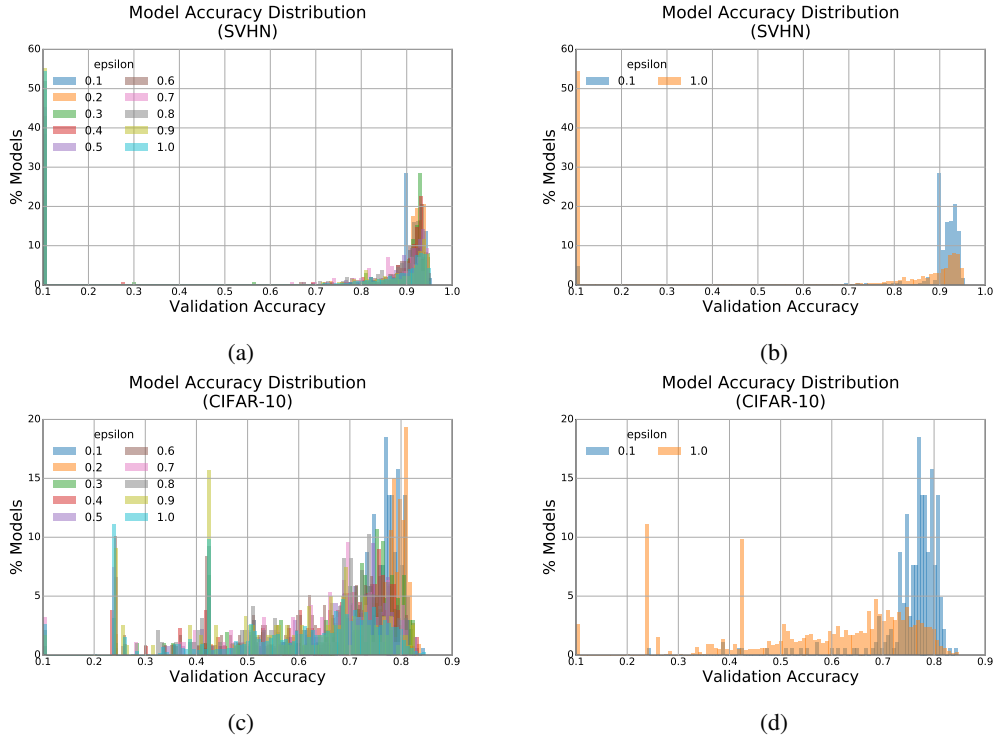 Model Accuracy Distribution
(SVHN)
60
50
40
30
20
10
0
% Models
epsilon
0.1 0.6
0.2 0.7
0.3 0.8
0.4 0.9
0.5 1.0
0.1 0.2 0.3 0.4 0.5 0.6 0.7 0.8 0.9 1.0
Validation Accuracy
(a)
Model Accuracy Distribution
(SVHN)
60
50
40
30
20
10
0
% Models
epsilon
0.1 1.0
0.1 0.2 0.3 0.4 0.5 0.6 0.7 0.8 0.9 1.0
Validation Accuracy
(b)
Model Accuracy Distribution
(CIFAR-10)
20
15
10
5
0
% Models
epsilon
0.1 0.6
0.2 0.7
0.3 0.8
0.4 0.9
0.5 1.0
0.1 0.2 0.3 0.4 0.5 0.6 0.7 0.8 0.9
Validation Accuracy
(c)
Model Accuracy Distribution
(CIFAR-10)
20
15
10
5
0
% Models
epsilon
0.1 1.0
0.1 0.2 0.3 0.4 0.5 0.6 0.7 0.8 0.9
Validation Accuracy
(d)